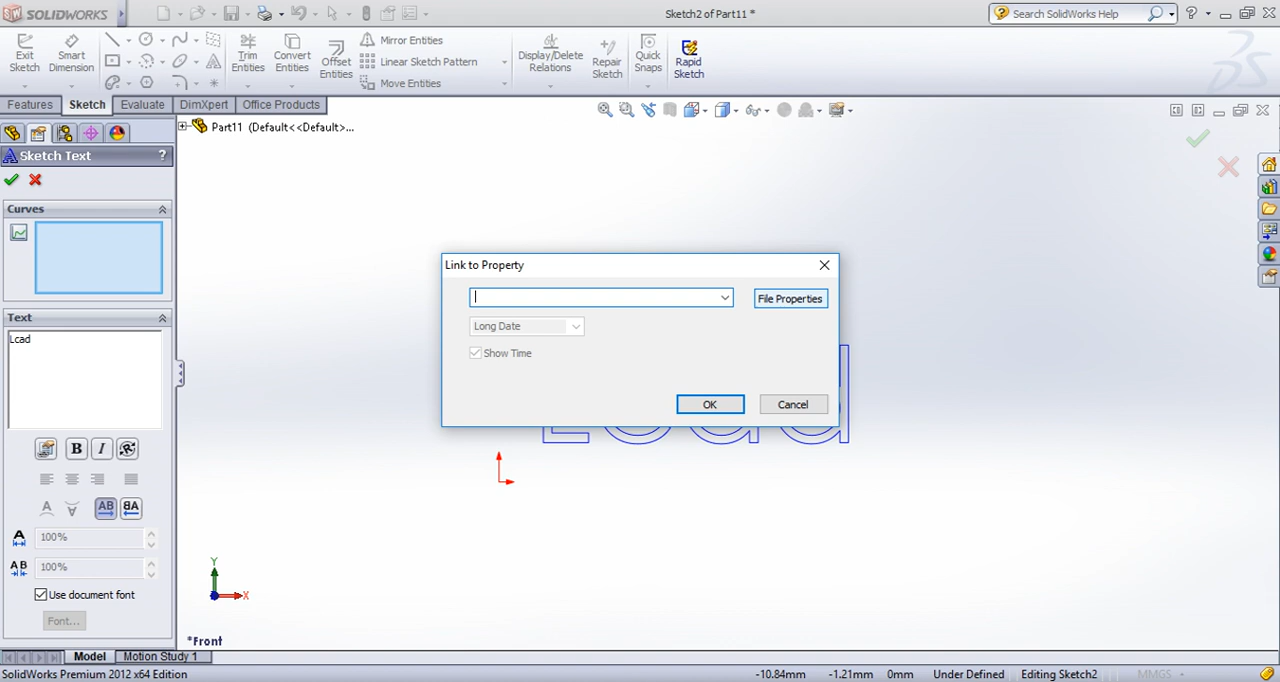 SOLIDWORKS
Sketch2 of Part11 *
Search SolidWorks Help
Exit Sketch
Smart Dimension
Trim Entities
Convert Entities
Offset Entities
Mirror Entities
Linear Sketch Pattern
Move Entities
Display/Delete Relations
Repair Sketch
Quick Snaps
Rapid Sketch
Features
Sketch
Evaluate
DimXpert
Office Products
Part11 (Default<<Default>...
Sketch Text
?
Curves
Text
Lcad
B
I
AB
A
100%
AB
100%
Use document font
Font...
Link to Property
File Properties
Long Date
Show Time
OK
Cancel
Y
X
*Front
Model
Motion Study 1
SolidWorks Premium 2012 x64 Edition
-10.84mm
-1.21mm
0mm
Under Defined
Editing Sketch2
MMGS